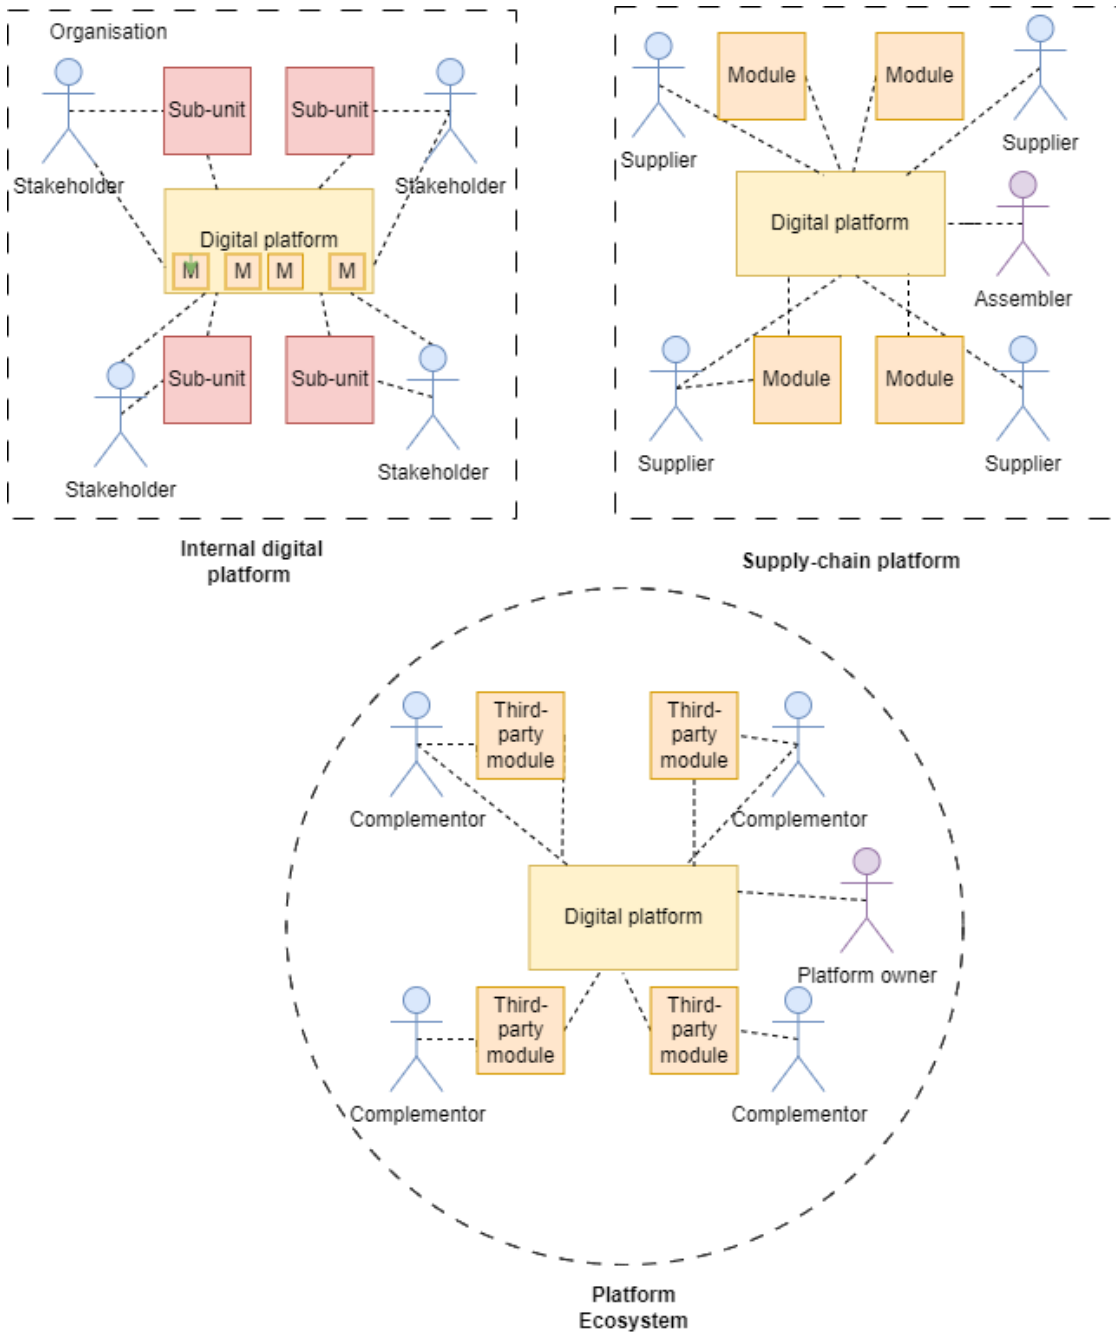 Organisation
Stakeholder
Sub-unit
Sub-unit
Stakeholder
Digital platform
M
M
M
M
Stakeholder
Sub-unit
Sub-unit
Stakeholder
Internal digital
platform
Supplier
Module
Module
Supplier
Digital platform
Assembler
Supplier
Module
Module
Supplier
Supply-chain platform
Complementor
Third-
party
module
Third-
party
module
Complementor
Digital platform
Platform owner
Complementor
Third-
party
module
Third-
party
module
Complementor
Platform
Ecosystem